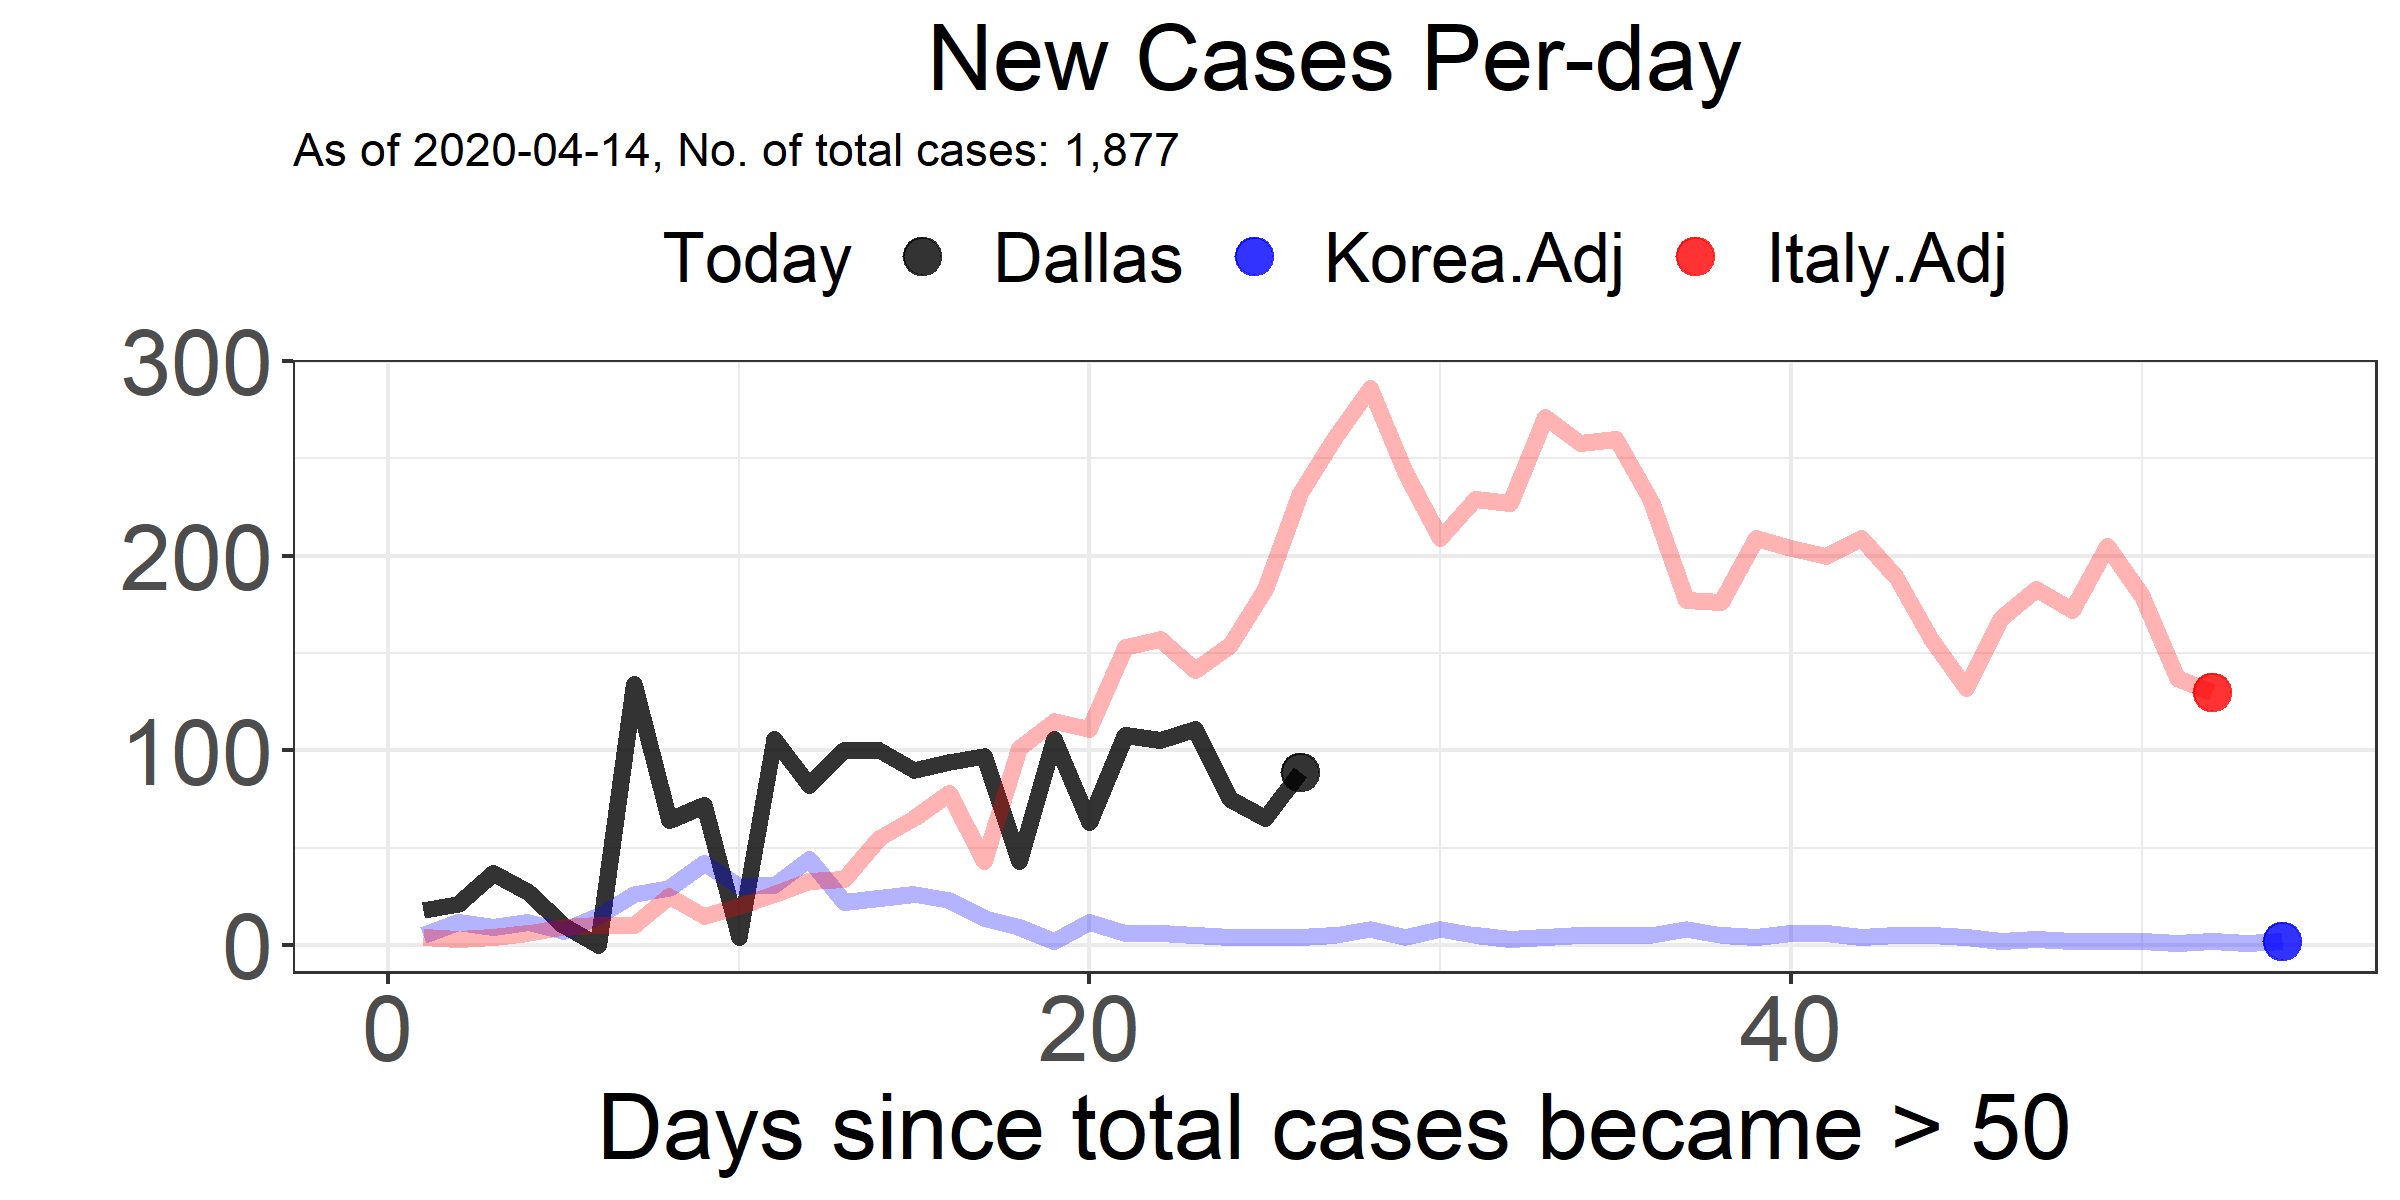 New Cases Per-day
As of 2020-04-14, No. of total cases: 1,877
Today Dallas Korea.Adj Italy.Adj
300
200
100
0
0 20 40
Days since total cases became > 50